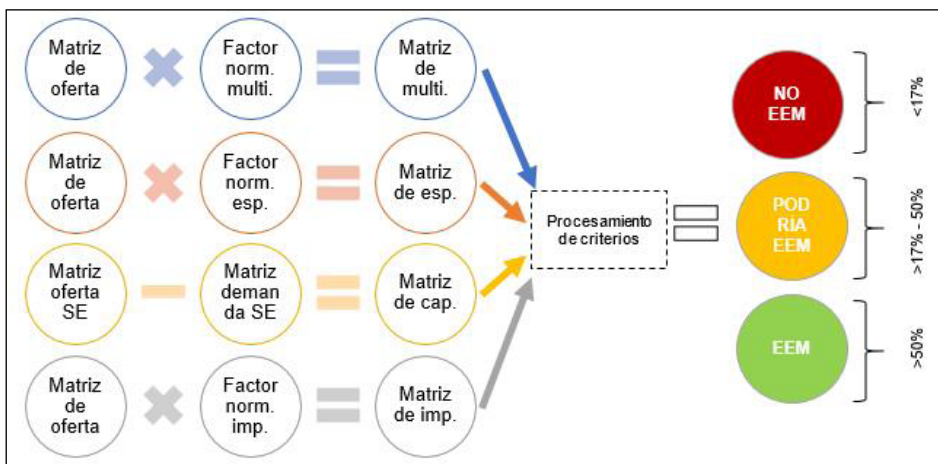 Matriz
de
oferta
Factor
norm.
multi.
Matriz
de
multi.
Matriz
de
oferta
Factor
norm.
esp.
Matriz
de esp.
Matriz
oferta
SE
Matriz
deman
da SE
Matriz
de cap.
Matriz
de
oferta
Factor
norm.
imp.
Matriz
de imp.
Procesamiento
de criterios
NO
EEM
<17%
POD
RÍA
EEM
>17% - 50%
EEM
>50%